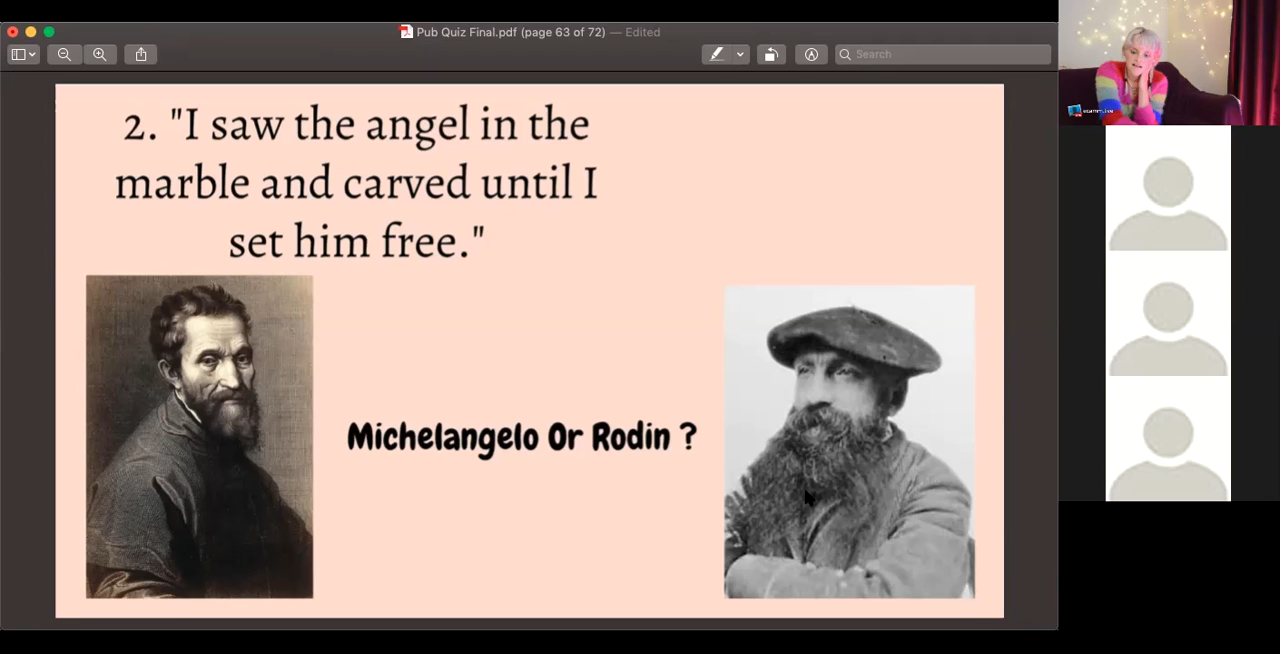 Pub Quiz Final.pdf (page 63 of 72) — Edited
Search
2. "I saw the angel in the
marble and carved until I
set him free."
Michelangelo Or Rodin ?